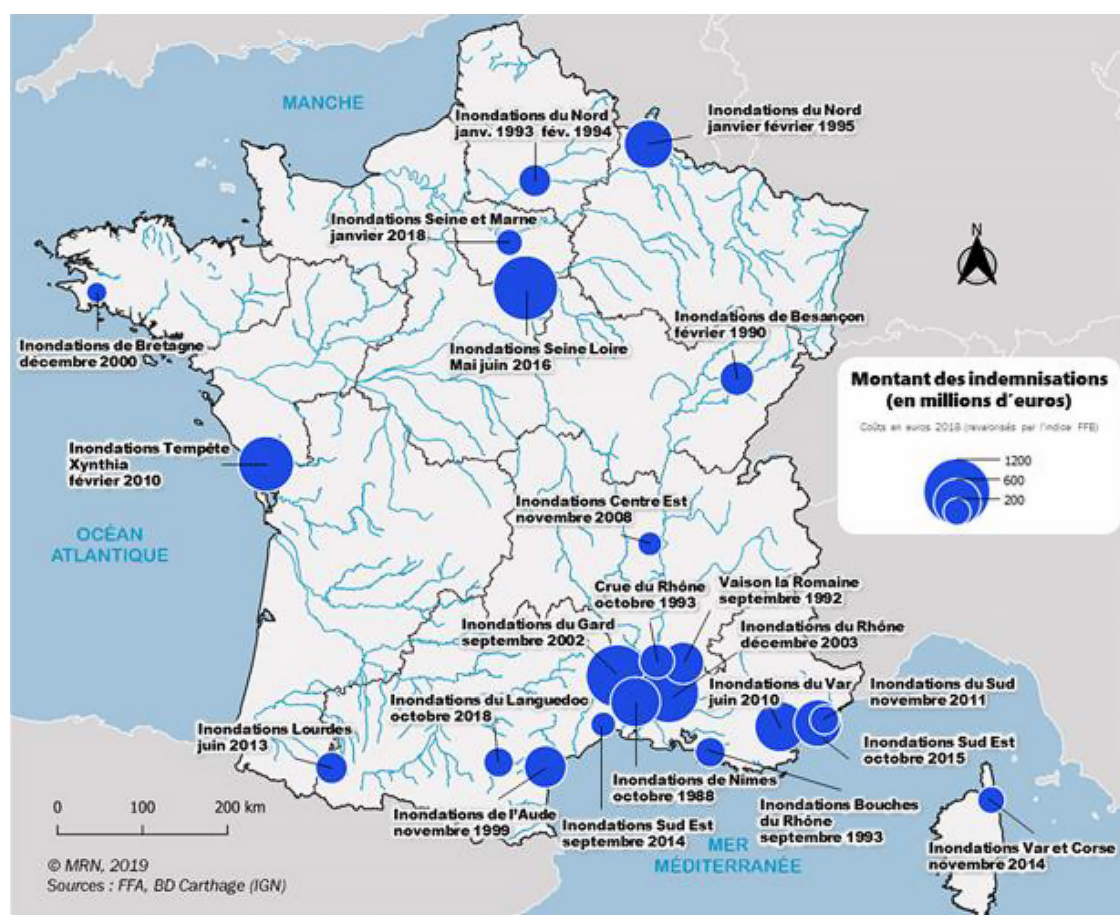 MANCHE
Inondations du Nord
janv. 1993 fév. 1994
Inondations du Nord
janvier février 1995
Inondations Seine et Marne
janvier 2018
N
Inondations de Bretagne
décembre 2000
Inondations Seine Loire
Mai juin 2016
Inondations de Besançon
février 1990
Montant des indemnisations
(en millions d'euros)
Coûts en euros 2018 (revalorisés par l'indice FFB)
1200
600
200
Inondations Tempête
Xynthia
février 2010
OCÉAN
ATLANTIQUE
Inondations Centre Est
novembre 2008
Crue du Rhône
octobre 1993
Vaison la Romaine
septembre 1992
Inondations du Gard
septembre 2002
Inondations du Rhône
décembre 2003
Inondations du Languedoc
octobre 2018
Inondations du Var
juin 2010
Inondations du Sud
novembre 2011
Inondations Lourdes
juin 2013
Inondations Sud Est
octobre 2015
Inondations de Nimes
octobre 1988
Inondations de l'Aude
novembre 1999
Inondations Sud Est
septembre 2014
Inondations Bouches
du Rhône
septembre 1993
MER
MÉDITERRANÉE
Inondations Var et Corse
novembre 2014
0 100 200 km
© MRN, 2019
Sources : FFA, BD Carthage (IGN)